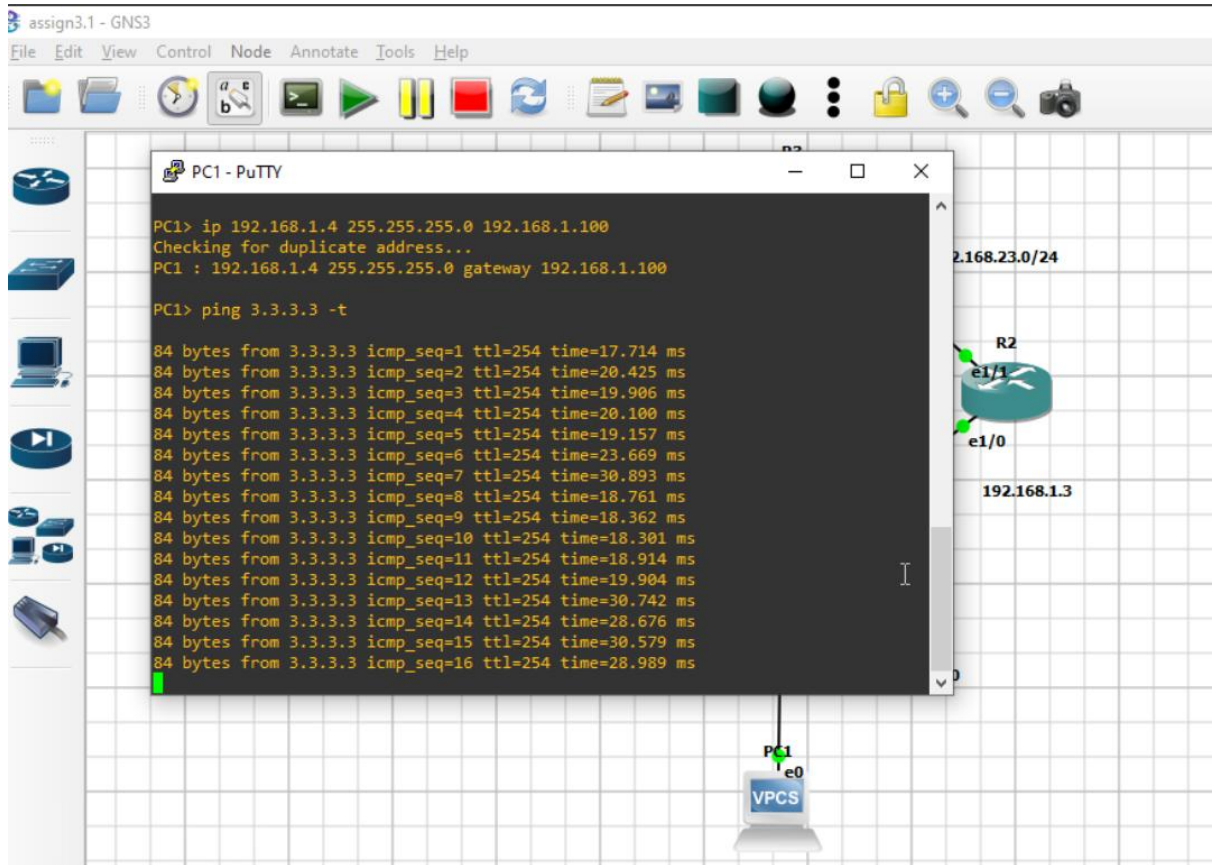 assign3.1 - GNS3
File Edit View Control Node Annotate Tools Help
PC1 - PuTTY
PC1> ip 192.168.1.4 255.255.255.0 192.168.1.100
Checking for duplicate address...
PC1 : 192.168.1.4 255.255.255.0 gateway 192.168.1.100
PC1> ping 3.3.3.3 -t
84 bytes from 3.3.3.3 icmp_seq=1 ttl=254 time=17.714 ms
84 bytes from 3.3.3.3 icmp_seq=2 ttl=254 time=20.425 ms
84 bytes from 3.3.3.3 icmp_seq=3 ttl=254 time=19.906 ms
84 bytes from 3.3.3.3 icmp_seq=4 ttl=254 time=20.100 ms
84 bytes from 3.3.3.3 icmp_seq=5 ttl=254 time=19.157 ms
84 bytes from 3.3.3.3 icmp_seq=6 ttl=254 time=23.669 ms
84 bytes from 3.3.3.3 icmp_seq=7 ttl=254 time=30.893 ms
84 bytes from 3.3.3.3 icmp_seq=8 ttl=254 time=18.761 ms
84 bytes from 3.3.3.3 icmp_seq=9 ttl=254 time=18.362 ms
84 bytes from 3.3.3.3 icmp_seq=10 ttl=254 time=18.301 ms
84 bytes from 3.3.3.3 icmp_seq=11 ttl=254 time=18.914 ms
84 bytes from 3.3.3.3 icmp_seq=12 ttl=254 time=19.904 ms
84 bytes from 3.3.3.3 icmp_seq=13 ttl=254 time=30.742 ms
84 bytes from 3.3.3.3 icmp_seq=14 ttl=254 time=28.676 ms
84 bytes from 3.3.3.3 icmp_seq=15 ttl=254 time=30.579 ms
84 bytes from 3.3.3.3 icmp_seq=16 ttl=254 time=28.989 ms
2.168.23.0/24
R2
e1/1
e1/0
192.168.1.3
PC1
e0
VPCS